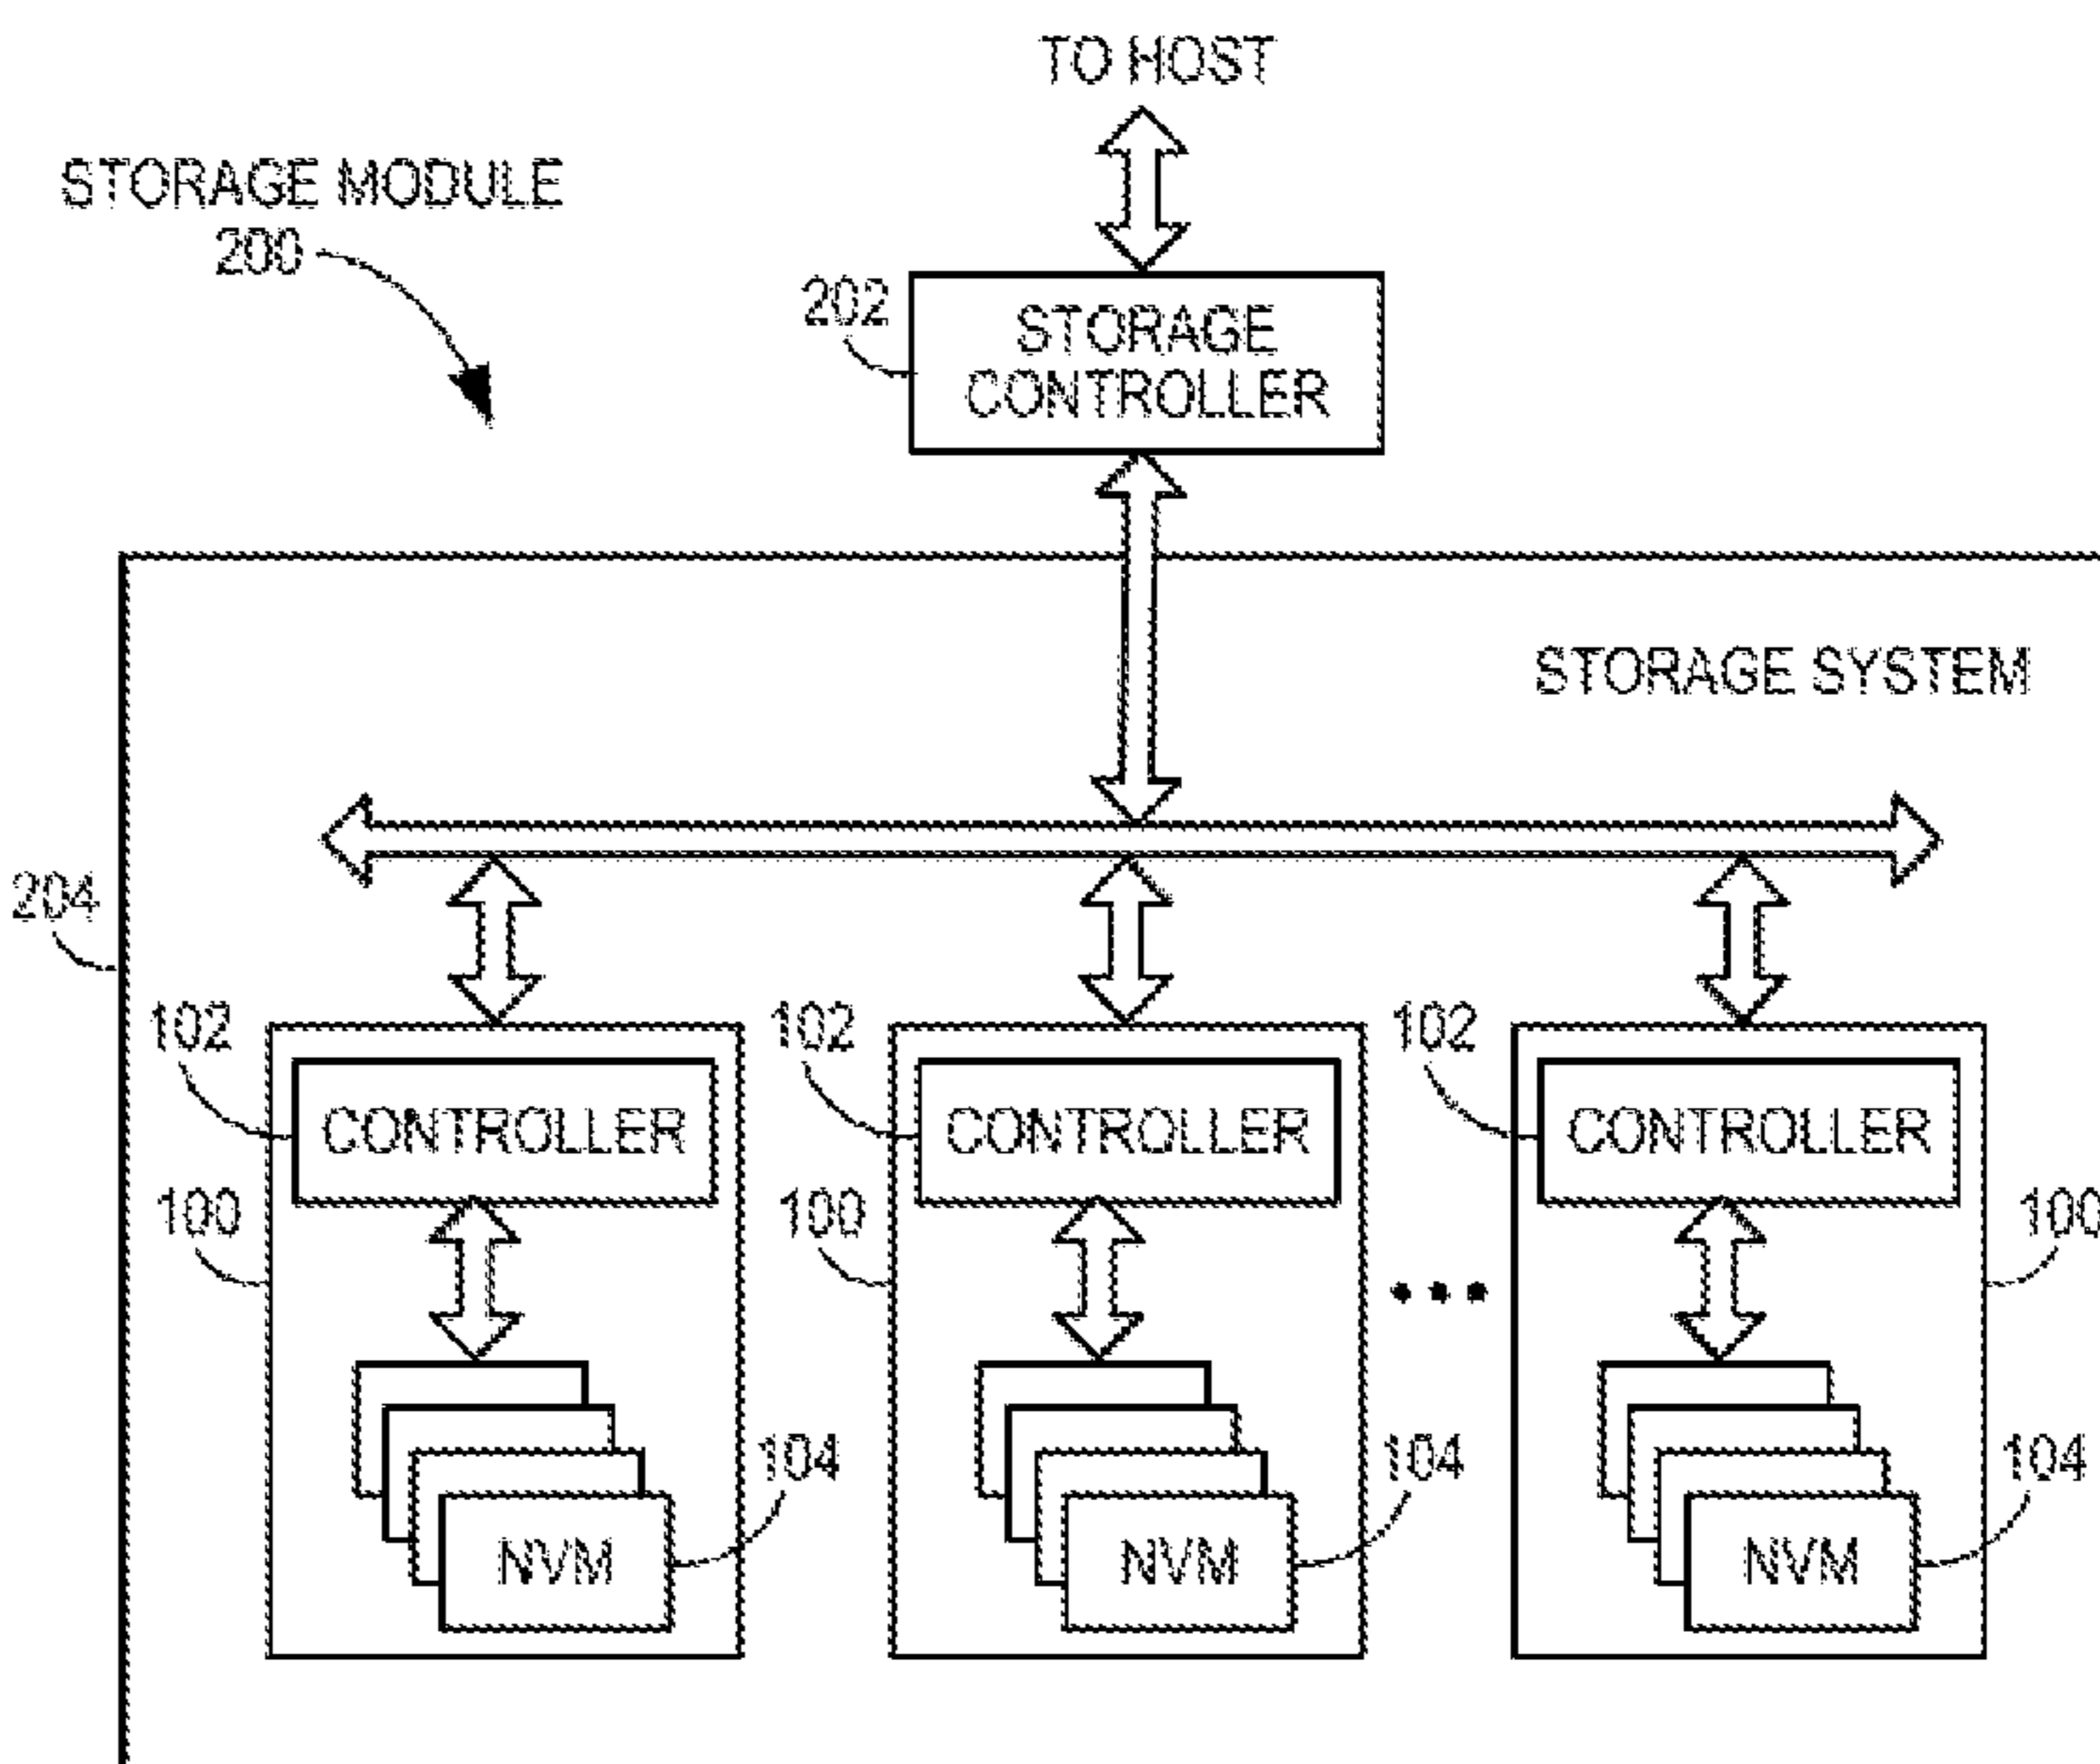 TO HOST
STORAGE MODULE
200
202
STORAGE
CONTROLLER
STORAGE SYSTEM
204
102
102
102
CONTROLLER
CONTROLLER
CONTROLLER
100
100
100
104
104
104
NVM
NVM
NVM